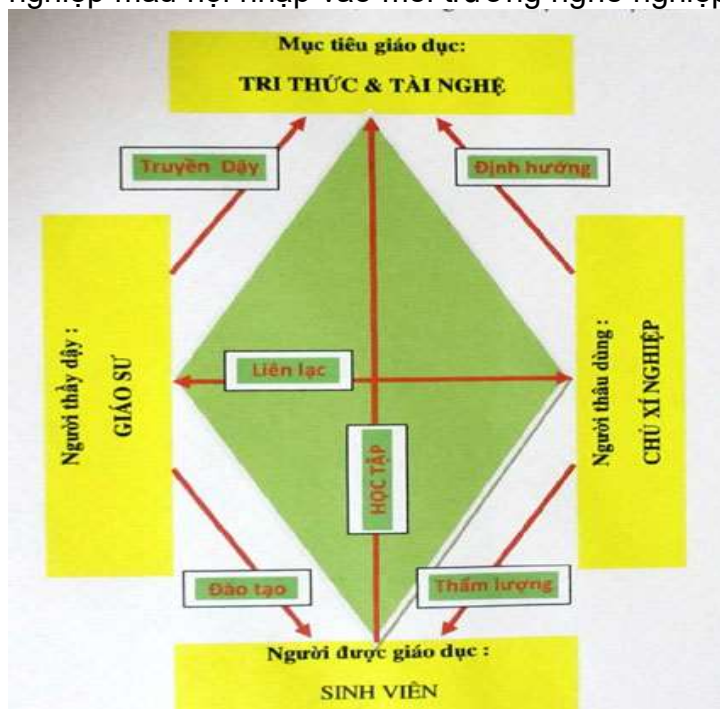 Mục tiêu giáo dục:
TRI THỨC & TÀI NGHỆ
Truyền Dậy
Định hướng
Người thầy dậy :
GIÁO SƯ
Liên lạc
HỌC TẬP
Người thâu dùng :
CHỦ XÍ NGHIỆP
Đào tạo
Thẩm lượng
Người được giáo dục :
SINH VIÊN